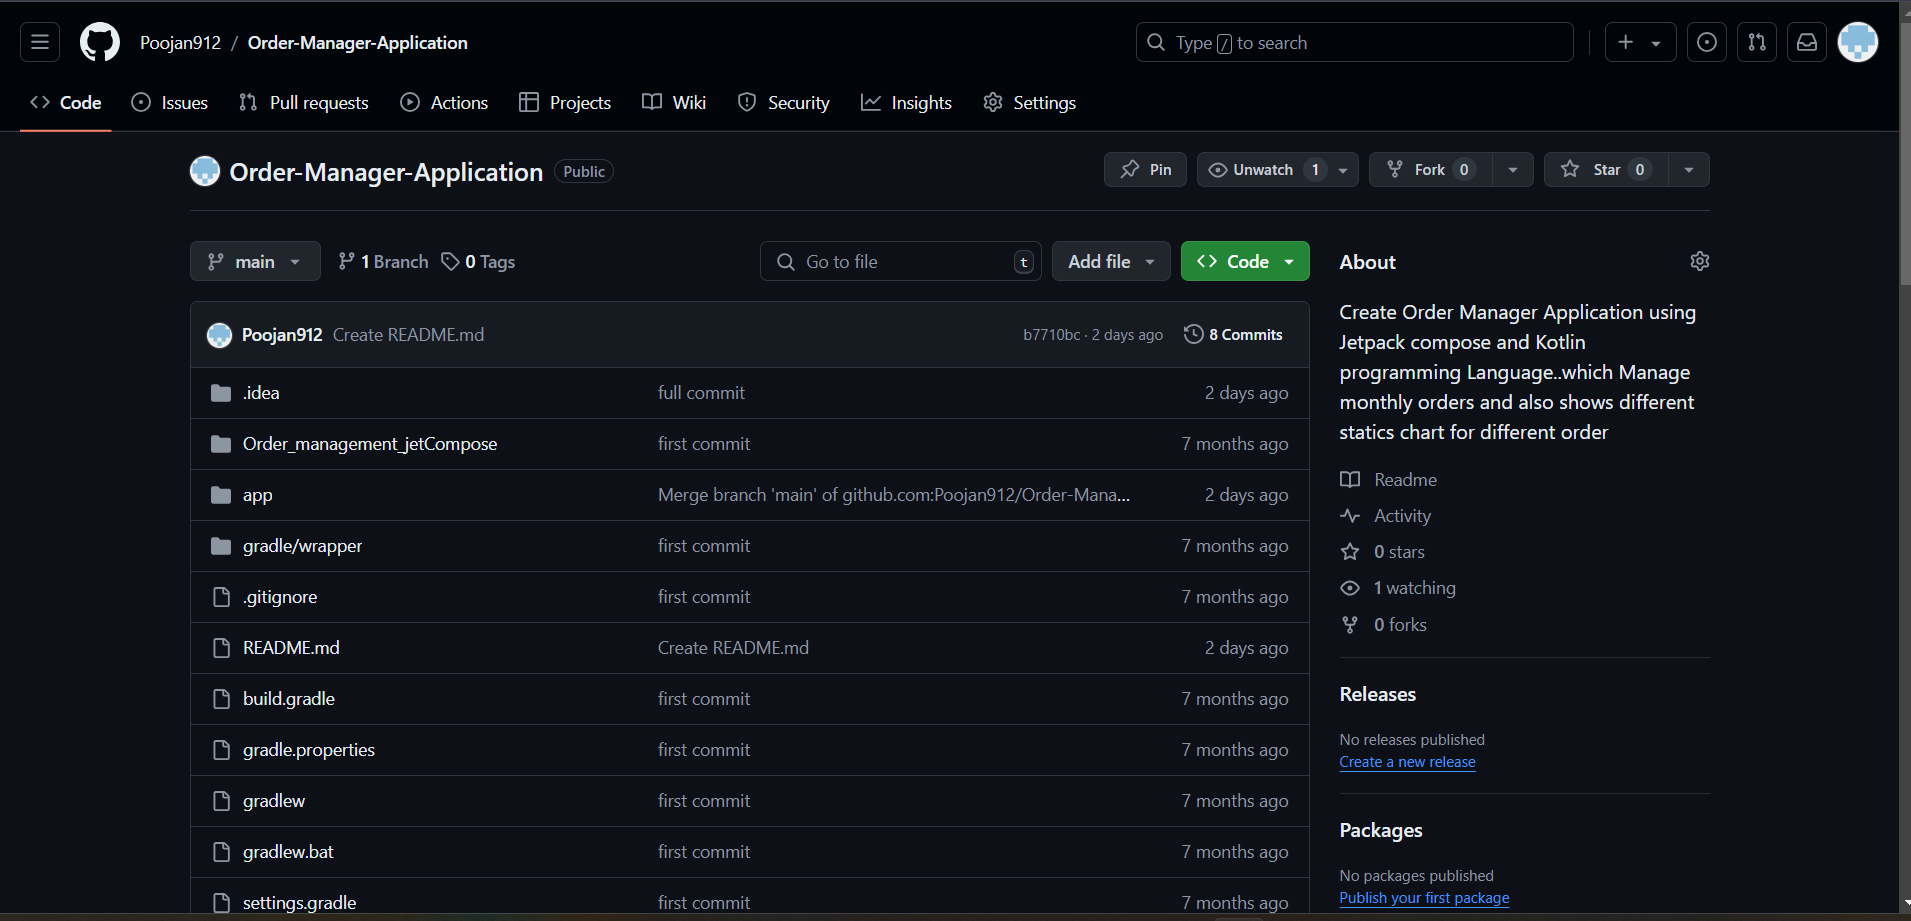 Poojan912 / Order-Manager-Application
Type / to search
Code Issues Pull requests Actions Projects Wiki Security Insights Settings
Order-Manager-Application Public
Pin Unwatch 1 Fork 0 Star 0
main 1 Branch 0 Tags
Go to file t Add file Code
Poojan912 Create README.md b7710bc · 2 days ago 8 Commits
.idea full commit 2 days ago
Order_management_jetCompose first commit 7 months ago
app Merge branch 'main' of github.com:Poojan912/Order-Mana... 2 days ago
gradle/wrapper first commit 7 months ago
.gitignore first commit 7 months ago
README.md Create README.md 2 days ago
build.gradle first commit 7 months ago
gradle.properties first commit 7 months ago
gradlew first commit 7 months ago
gradlew.bat first commit 7 months ago
settings.gradle first commit 7 months ago
About
Create Order Manager Application using
Jetpack compose and Kotlin
programming Language..which Manage
monthly orders and also shows different
statics chart for different order
Readme
Activity
0 stars
1 watching
0 forks
Releases
No releases published
Create a new release
Packages
No packages published
Publish your first package